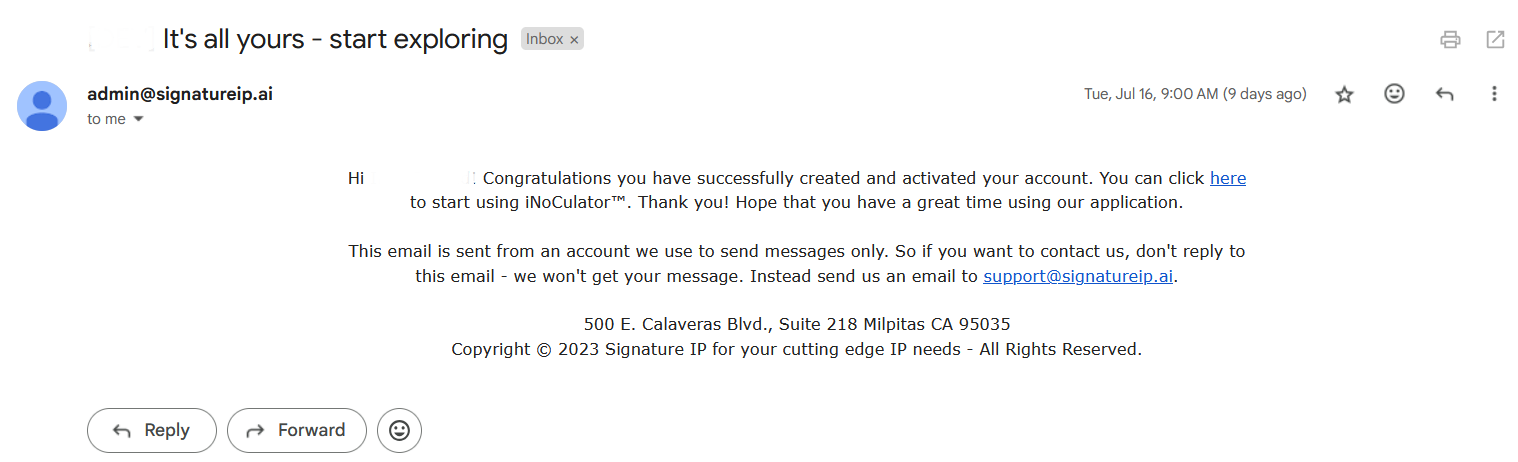 It's all yours - start exploring Inbox ×
admin@signatureip.ai Tue, Jul 16, 9:00 AM (9 days ago)
to me
Hi ! Congratulations you have successfully created and activated your account. You can click here
to start using iNoCulator™. Thank you! Hope that you have a great time using our application.
This email is sent from an account we use to send messages only. So if you want to contact us, don't reply to
this email - we won't get your message. Instead send us an email to support@signatureip.ai.
500 E. Calaveras Blvd., Suite 218 Milpitas CA 95035
Copyright © 2023 Signature IP for your cutting edge IP needs - All Rights Reserved.
Reply Forward